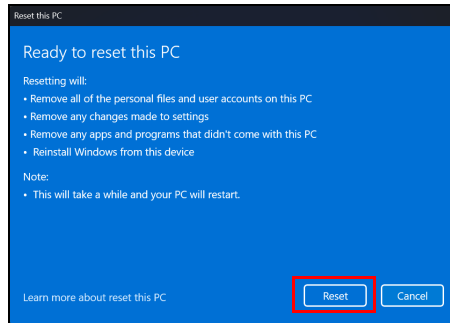 Reset this PC
Ready to reset this PC
Resetting will:
• Remove all of the personal files and user accounts on this PC
• Remove any changes made to settings
• Remove any apps and programs that didn't come with this PC
• Reinstall Windows from this device
Note:
• This will take a while and your PC will restart.
Learn more about reset this PC
Reset
Cancel